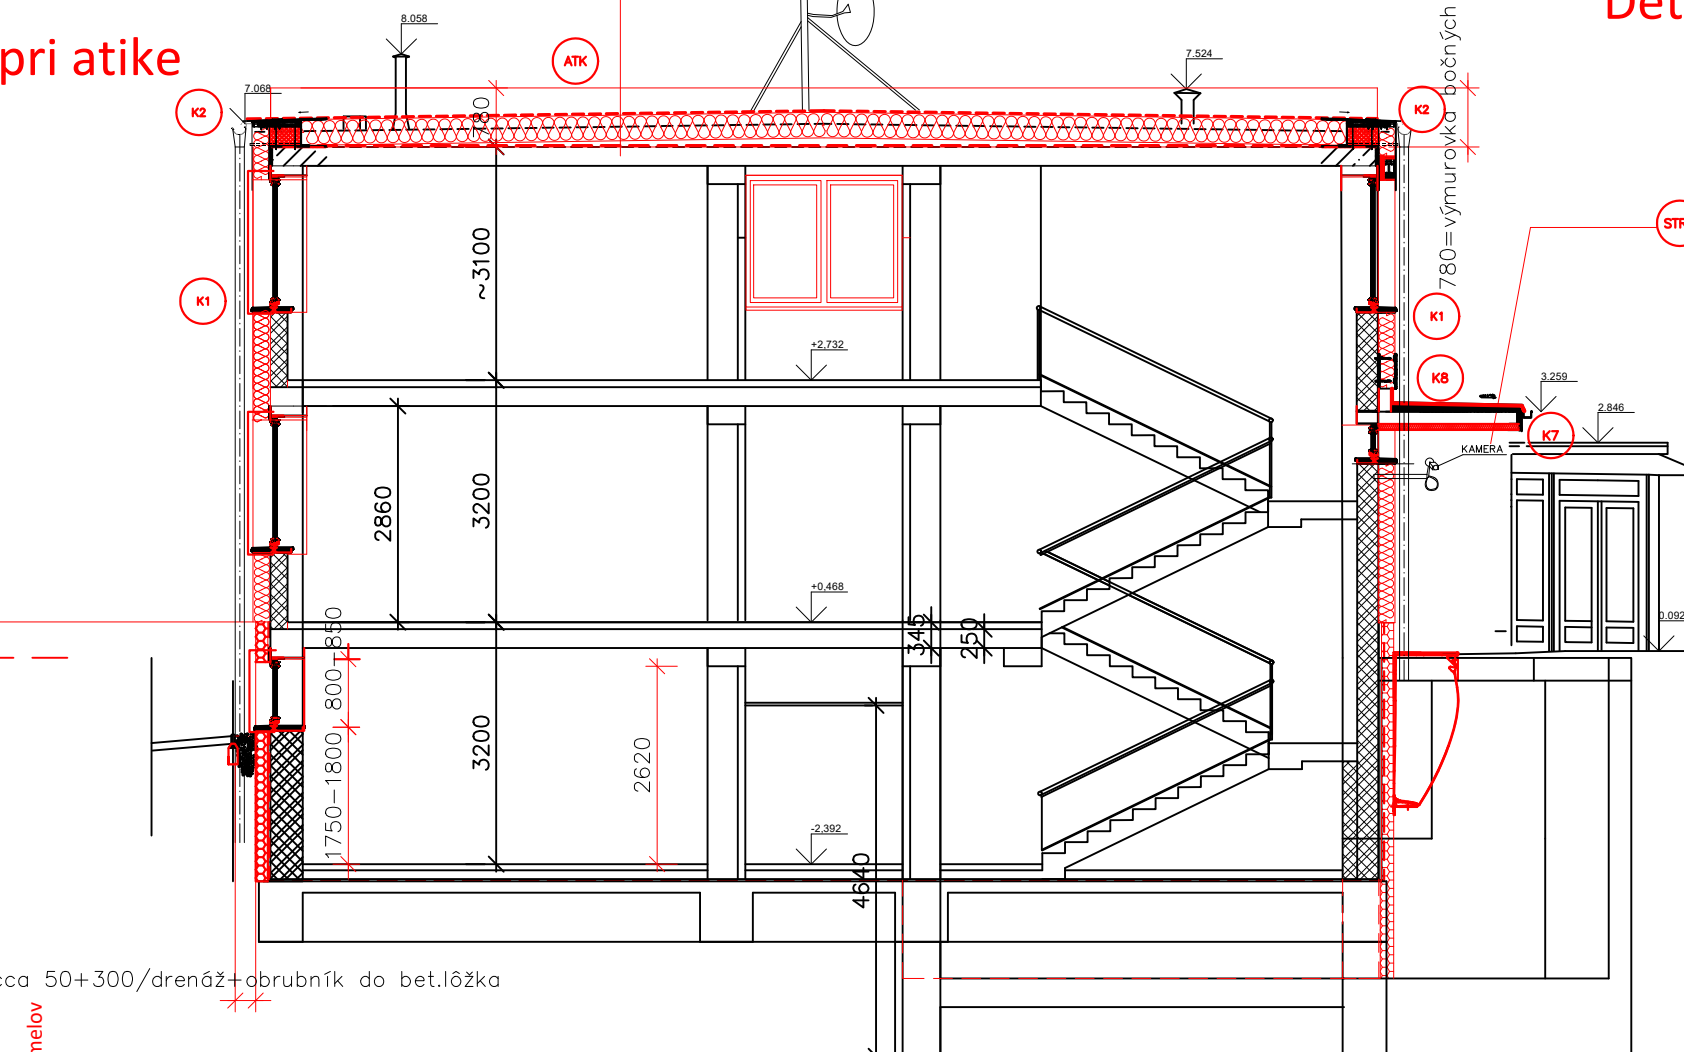 Det
pri atike
8.058
ATK
7.524
7.068
K2
K2
780
780=výmurovka bočných
STR
~3100
K1
K1
+2,732
K8
3.259
2.846
K7
KAMERA
2860
3200
+0,468
345
250
0.092
800-850
1750-1800
3200
2620
-2,392
4640
cca 50+300/drenáž+obrubník do bet.lôžka
melov